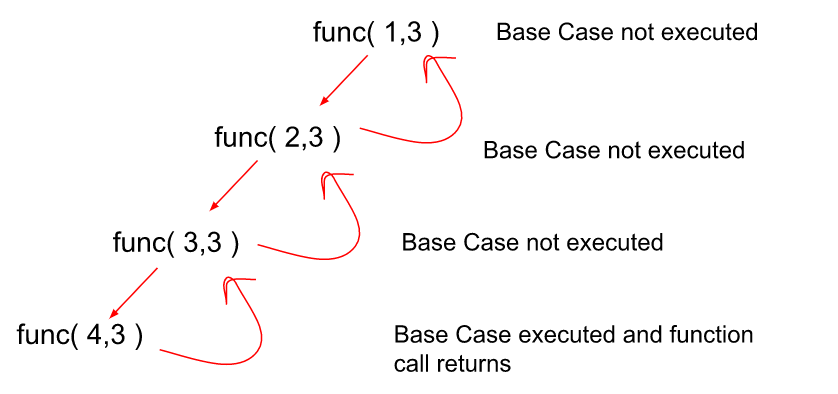 func( 1,3 ) Base Case not executed
func( 2,3 ) Base Case not executed
func( 3,3 ) Base Case not executed
func( 4,3 ) Base Case executed and function
call returns